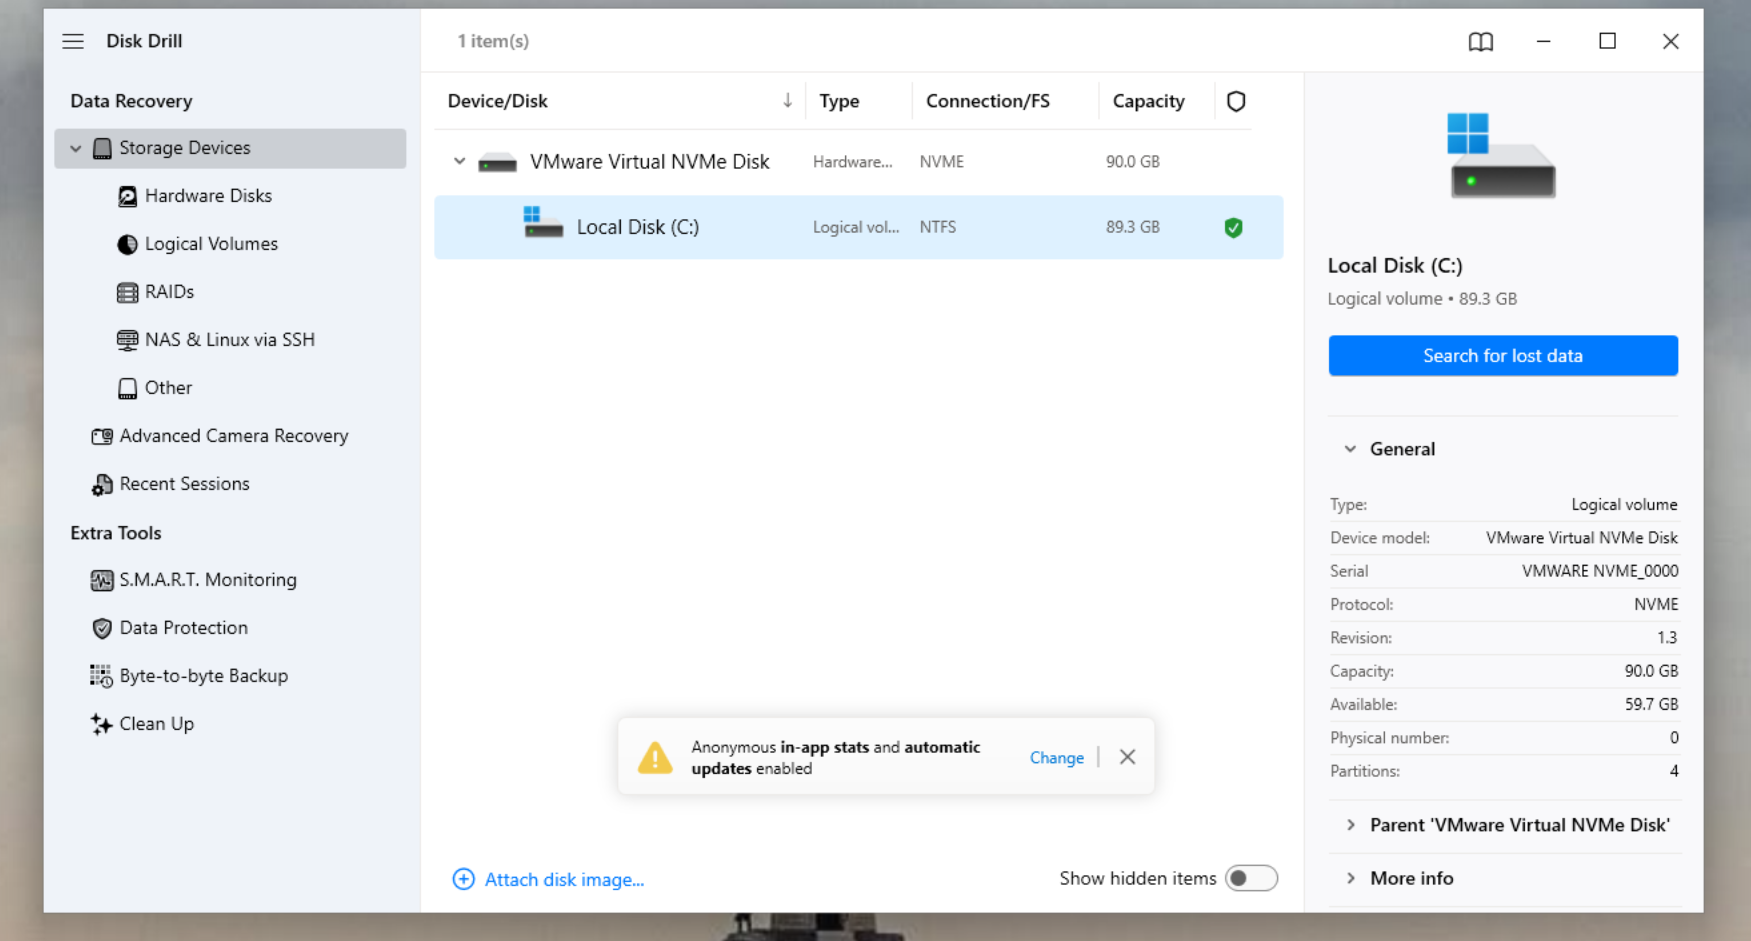 Disk Drill
1 item(s)
Data Recovery
Storage Devices
Hardware Disks
Logical Volumes
RAIDs
NAS & Linux via SSH
Other
Advanced Camera Recovery
Recent Sessions
Extra Tools
S.M.A.R.T. Monitoring
Data Protection
Byte-to-byte Backup
Clean Up
Device/Disk Type Connection/FS Capacity
VMware Virtual NVMe Disk Hardware... NVME 90.0 GB
Local Disk (C:) Logical vol... NTFS 89.3 GB
Anonymous in-app stats and automatic
updates enabled
Change
Attach disk image...
Show hidden items
Local Disk (C:)
Logical volume • 89.3 GB
Search for lost data
General
Type: Logical volume
Device model: VMware Virtual NVMe Disk
Serial VMWARE NVME_0000
Protocol: NVME
Revision: 1.3
Capacity: 90.0 GB
Available: 59.7 GB
Physical number: 0
Partitions: 4
Parent 'VMware Virtual NVMe Disk'
More info